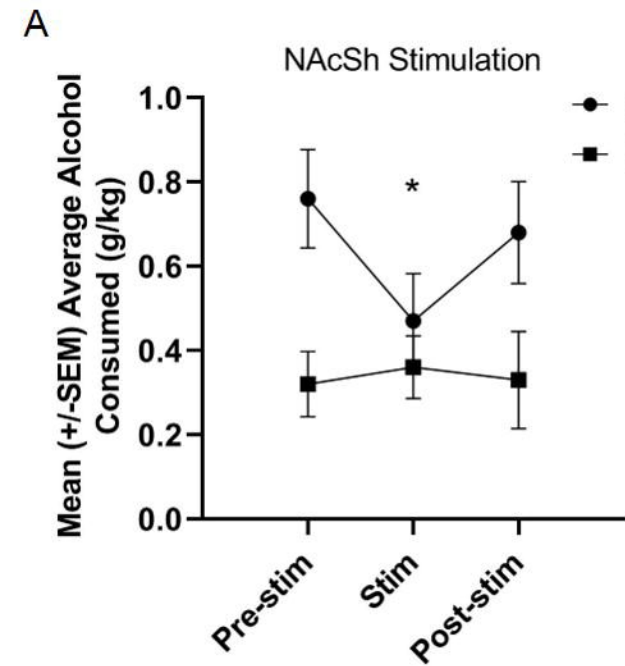 A
NAcSh Stimulation
Mean (+/-SEM) Average Alcohol
Consumed (g/kg)
1.0
0.8
0.6
0.4
0.2
0.0
*
Pre-stim
Stim
Post-stim